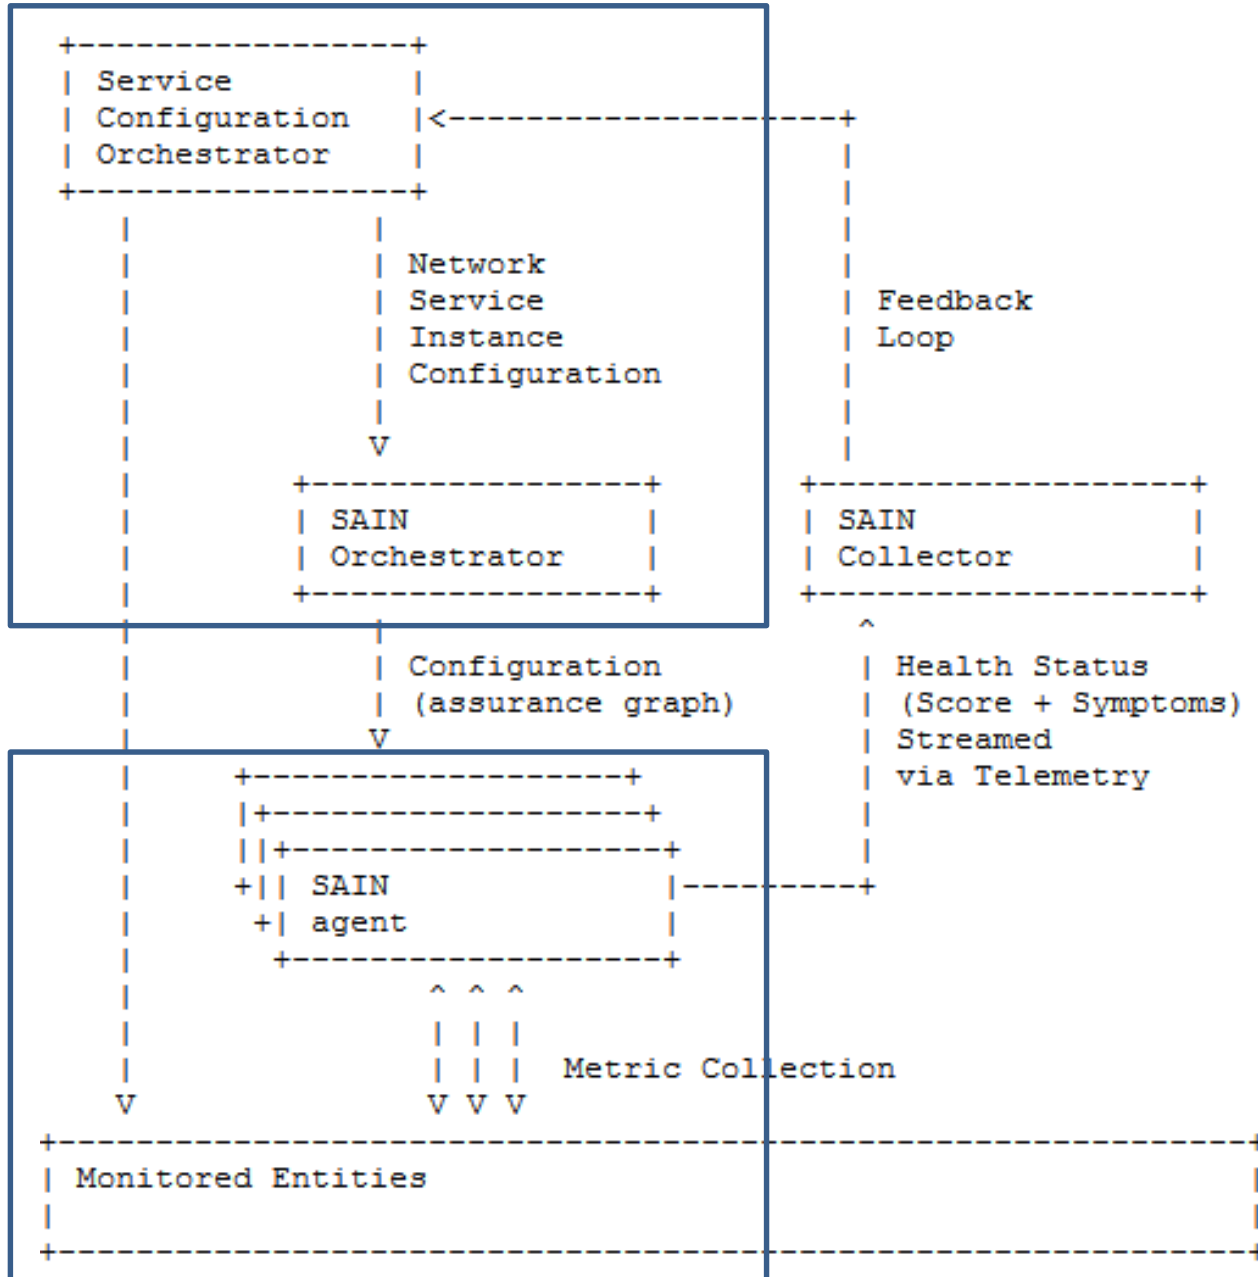 Service
Configuration
Orchestrator
Network
Service
Instance
Configuration
Feedback
Loop
SAIN
Orchestrator
SAIN
Collector
Configuration
(assurance graph)
Health Status
(Score + Symptoms)
Streamed
via Telemetry
SAIN
agent
Metric Collection
Monitored Entities